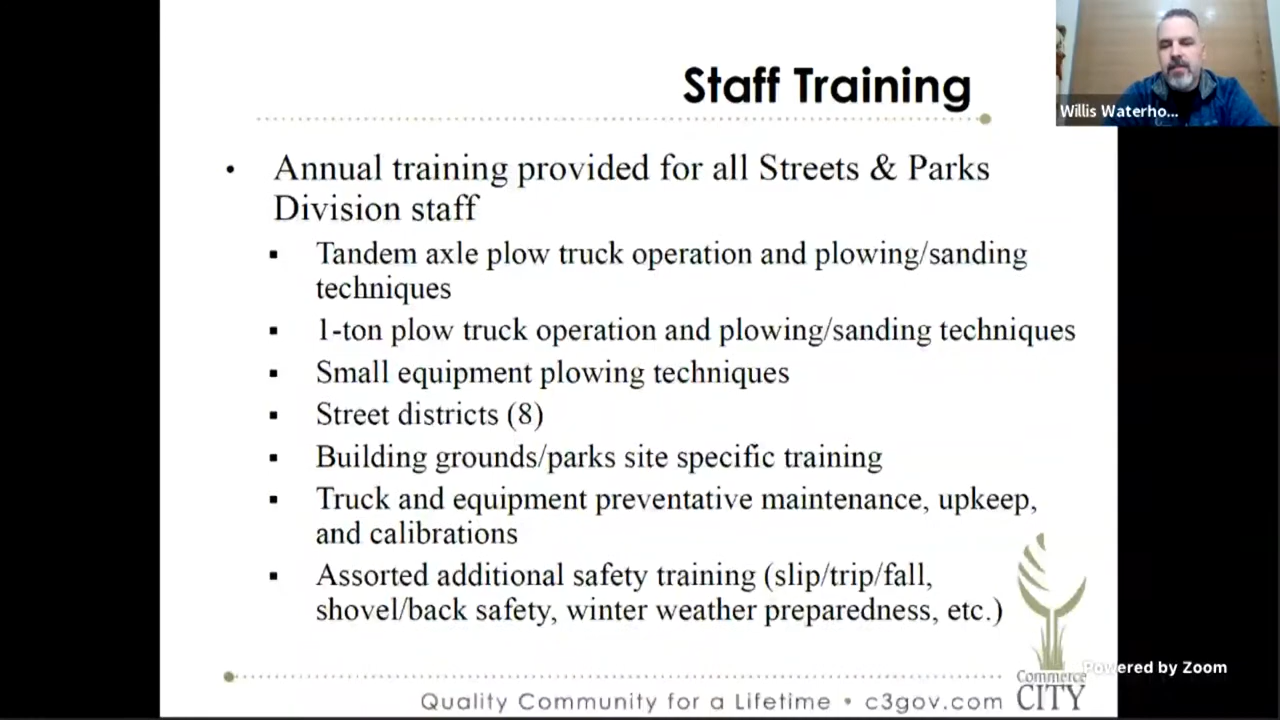 Staff Training
Willis Waterho...
• Annual training provided for all Streets & Parks
Division staff
▪ Tandem axle plow truck operation and plowing/sanding
techniques
▪ 1-ton plow truck operation and plowing/sanding techniques
▪ Small equipment plowing techniques
▪ Street districts (8)
▪ Building grounds/parks site specific training
▪ Truck and equipment preventative maintenance, upkeep,
and calibrations
▪ Assorted additional safety training (slip/trip/fall,
shovel/back safety, winter weather preparedness, etc.)
Powered by Zoom
Commerce
CITY
Quality Community for a Lifetime • c3gov.com